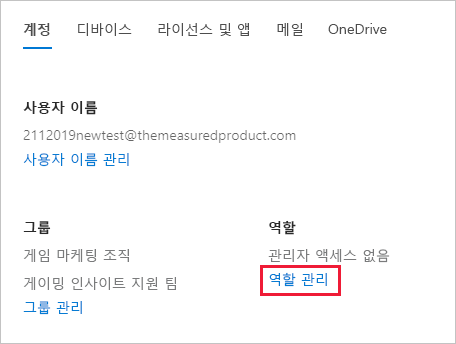 계정 디바이스 라이선스 및 앱 메일 OneDrive
사용자 이름
2112019newtest@themeasuredproduct.com
사용자 이름 관리
그룹
게임 마케팅 조직
게이밍 인사이트 지원 팀
그룹 관리
역할
관리자 액세스 없음
역할 관리